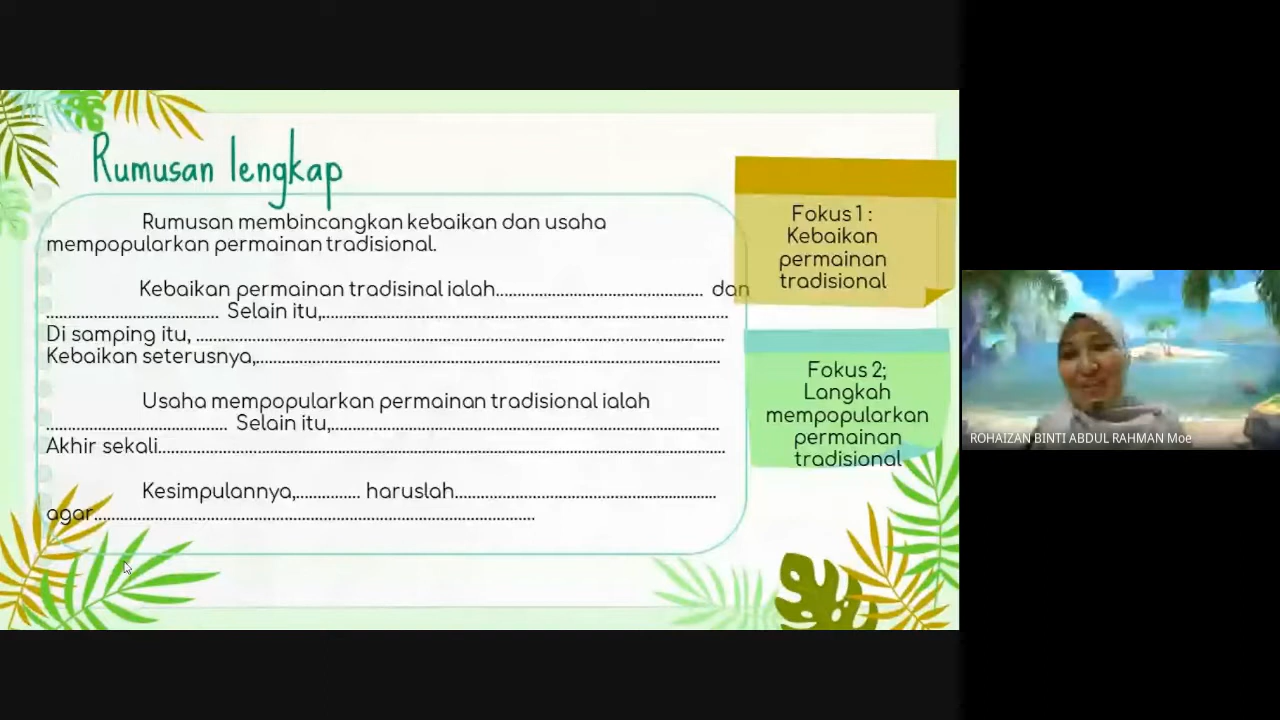 Rumusan lengkap
Rumusan membincangkan kebaikan dan usaha
mempopularkan permainan tradisional.
Kebaikan permainan tradisinal ialah...................................................... dan
............................................. Selain itu,..........................................................................................................
Di samping itu, .........................................................................................................................................
Kebaikan seterusnya,.........................................................................................................................
Usaha mempopularkan permainan tradisional ialah
............................................... Selain itu,.....................................................................................................
Akhir sekali....................................................................................................................................................
Kesimpulannya,................ haruslah....................................................................
agar...................................................................................................................
Fokus 1 :
Kebaikan
permainan
tradisional
Fokus 2;
Langkah
mempopularkan
permainan
tradisional
ROHAIZAN BINTI ABDUL RAHMAN Moe